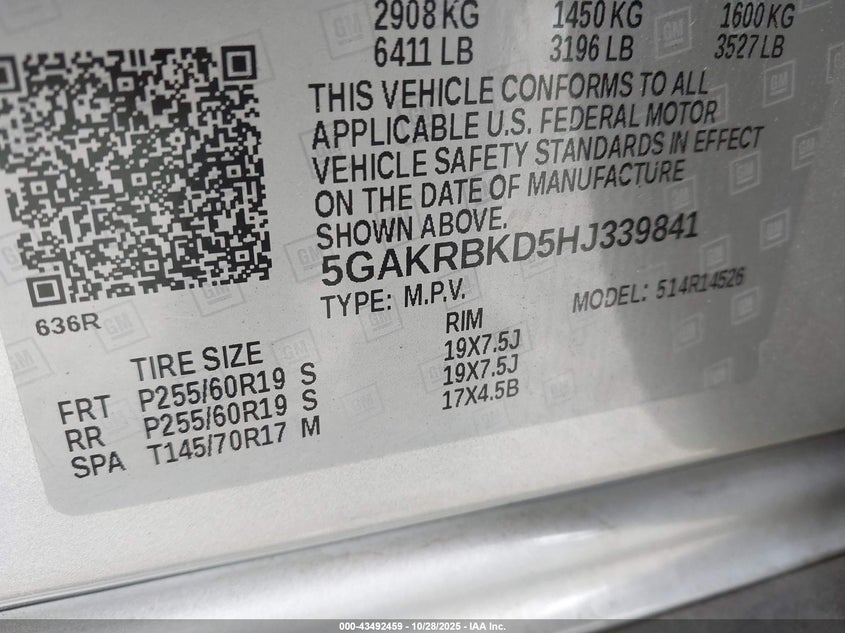 2908 KG 1450 KG 1600 KG
6411 LB 3196 LB 3527 LB
THIS VEHICLE CONFORMS TO ALL
APPLICABLE U.S. FEDERAL MOTOR
VEHICLE SAFETY STANDARDS IN EFFECT
ON THE DATE OF MANUFACTURE
SHOWN ABOVE.
5GAKRBKD5HJ339841
TYPE: M.P.V. MODEL: 514R14526
636R
TIRE SIZE RIM
FRT P255/60R19 S 19X7.5J
RR P255/60R19 S 19X7.5J
SPA T145/70R17 M 17X4.5B
GM
000-43492459 - 10/28/2025 - IAA Inc.